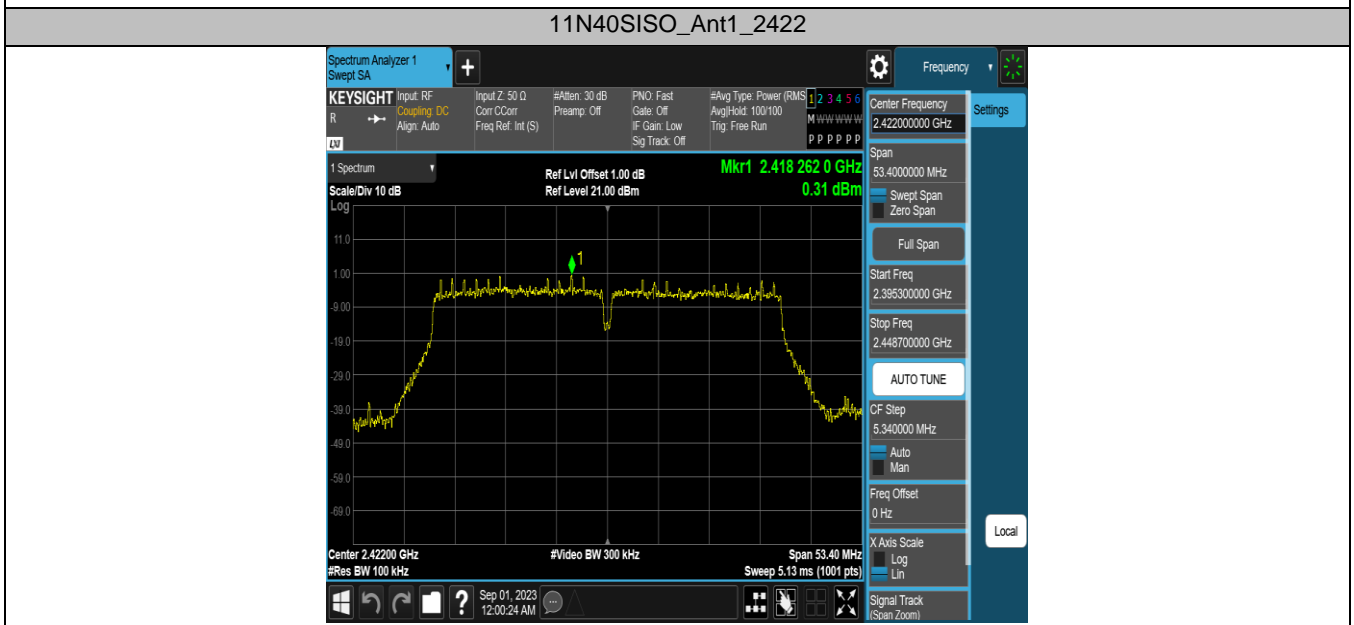 11N40SISO_Ant1_2422
Spectrum Analyzer 1
Swept SA
Frequency
KEYSIGHT
R
LXI
Input: RF
Coupling: DC
Align: Auto
Input Z: 50 Ω
Corr CCorr
Freq Ref: Int (S)
#Atten: 30 dB
Preamp: Off
PNO: Fast
Gate: Off
IF Gain: Low
Sig Track: Off
#Avg Type: Power (RMS
Avg|Hold: 100/100
Trig: Free Run
1 2 3 4 5 6
M W W W W W
P P P P P P
1 Spectrum
Scale/Div 10 dB
Log
Ref Lvl Offset 1.00 dB
Ref Level 21.00 dBm
Mkr1 2.418 262 0 GHz
0.31 dBm
1
11.0
1.00
-9.00
-19.0
-29.0
-39.0
-49.0
-59.0
-69.0
Center 2.42200 GHz
#Res BW 100 kHz
#Video BW 300 kHz
Span 53.40 MHz
Sweep 5.13 ms (1001 pts)
Center Frequency
2.422000000 GHz
Settings
Span
53.4000000 MHz
Swept Span
Zero Span
Full Span
Start Freq
2.395300000 GHz
Stop Freq
2.448700000 GHz
AUTO TUNE
CF Step
5.340000 MHz
Auto
Man
Freq Offset
0 Hz
Local
X Axis Scale
Log
Lin
Signal Track
(Span Zoom)
?
Sep 01, 2023
12:00:24 AM